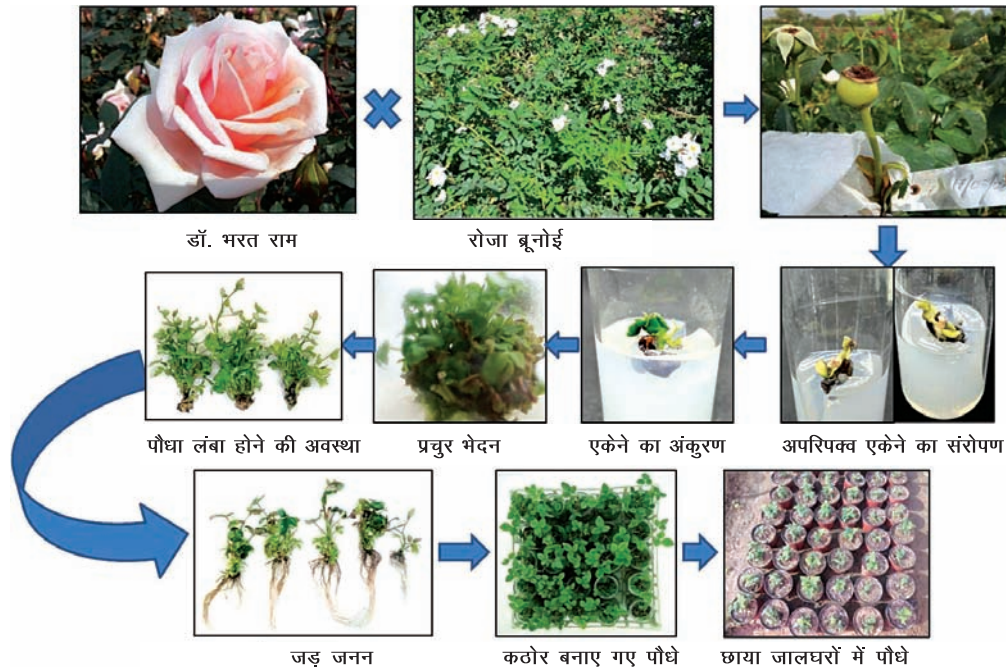 डॉ. भरत राम
रोजा ब्रूनोई
पौधा लंबा होने की अवस्था
प्रचुर भेदन
एकेने का अंकुरण
अपरिपक्व एकेने का संरोपण
जड़ जनन
कठोर बनाए गए पौधे
छाया जालघरों में पौधे